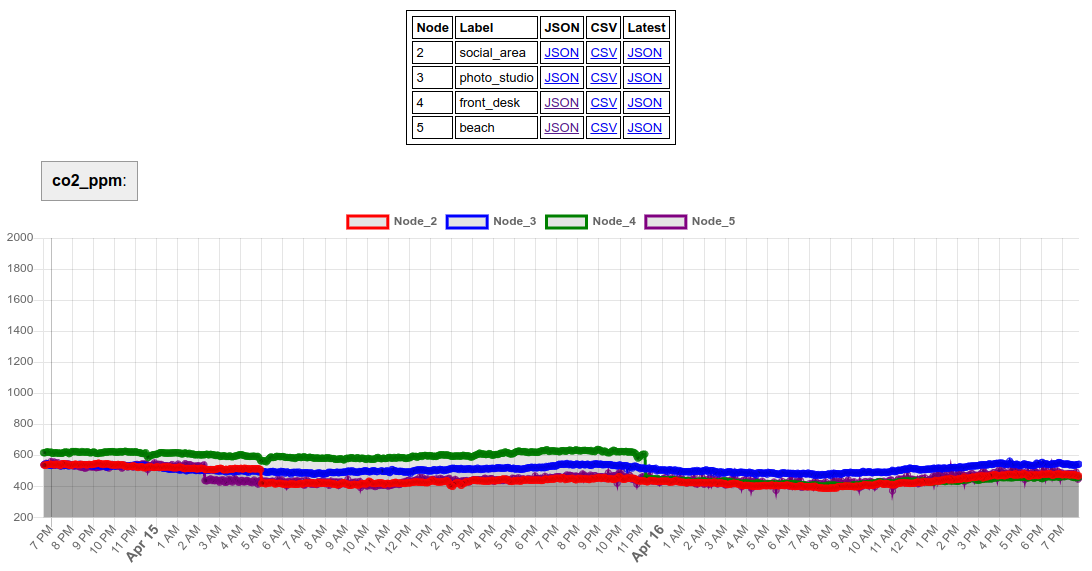 Node Label JSON CSV Latest
2 social_area JSON CSV JSON
3 photo_studio JSON CSV JSON
4 front_desk JSON CSV JSON
5 beach JSON CSV JSON
co2_ppm:
Node_2 Node_3 Node_4 Node_5
2000
1800
1600
1400
1200
1000
800
600
400
200
7 PM 8 PM 9 PM 10 PM 11 PM Apr 15 1 AM 2 AM 3 AM 4 AM 5 AM 6 AM 7 AM 8 AM 9 AM 10 AM 11 AM 12 PM 1 PM 2 PM 3 PM 4 PM 5 PM 6 PM 7 PM 8 PM 9 PM 10 PM 11 PM Apr 16 1 AM 2 AM 3 AM 4 AM 5 AM 6 AM 7 AM 8 AM 9 AM 10 AM 11 AM 12 PM 1 PM 2 PM 3 PM 4 PM 5 PM 6 PM 7 PM